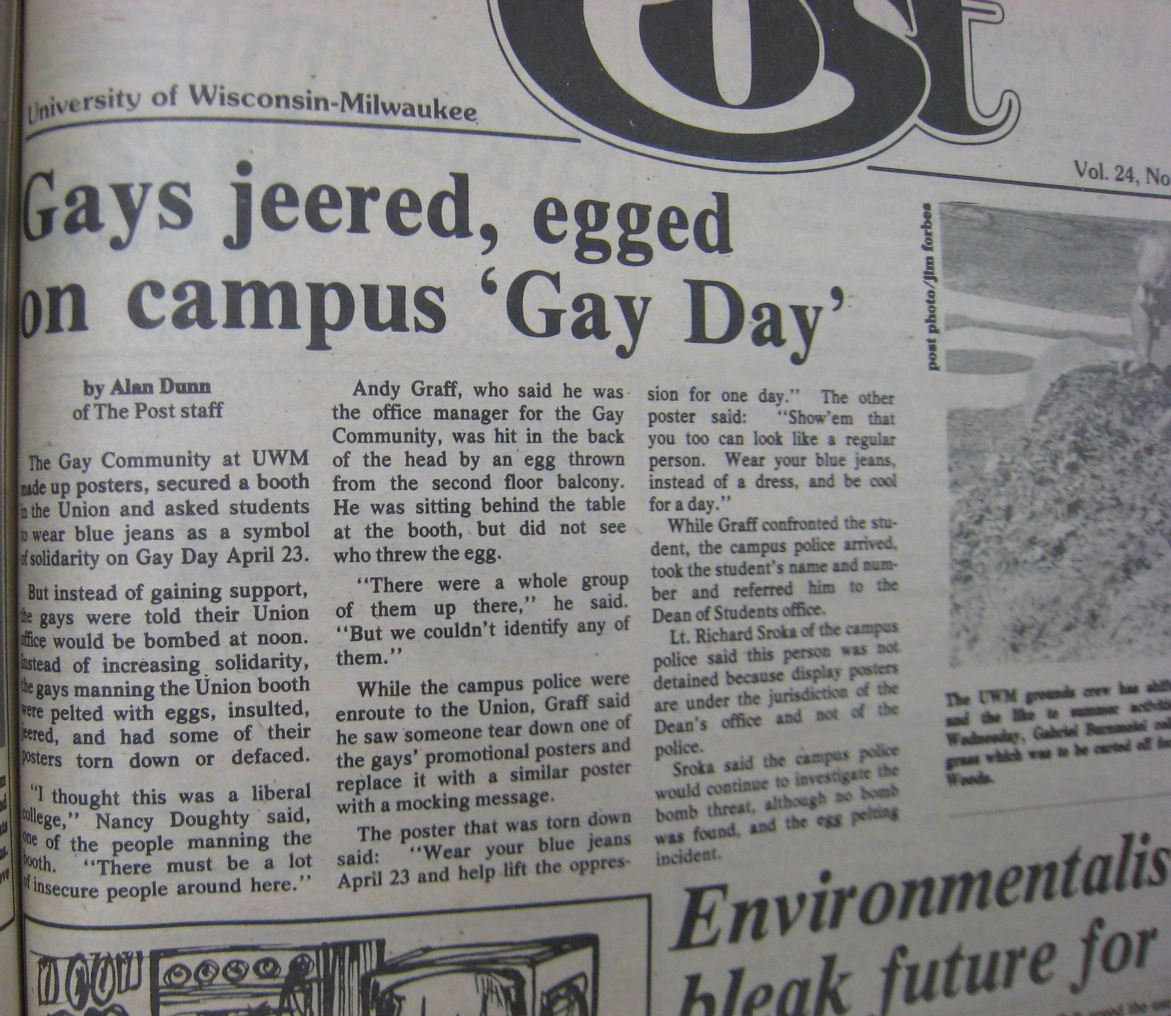 ost
University of Wisconsin-Milwaukee
Vol. 24, No
Gays jeered, egged
on campus ‘Gay Day’
by Alan Dunn
of The Post staff
The Gay Community at UWM
made up posters, secured a booth
in the Union and asked students
to wear blue jeans as a symbol
of solidarity on Gay Day April 23.
But instead of gaining support,
the gays were told their Union
office would be bombed at noon.
Instead of increasing solidarity,
the gays manning the Union booth
were pelted with eggs, insulted,
jeered, and had some of their
posters torn down or defaced.
“I thought this was a liberal
college,” Nancy Doughty said,
one of the people manning the
booth. “There must be a lot
of insecure people around here.”
Andy Graff, who said he was
the office manager for the Gay
Community, was hit in the back
of the head by an egg thrown
from the second floor balcony.
He was sitting behind the table
at the booth, but did not see
who threw the egg.
“There were a whole group
of them up there,” he said.
“But we couldn’t identify any of
them.”
While the campus police were
enroute to the Union, Graff said
he saw someone tear down one of
the gays’ promotional posters and
replace it with a similar poster
with a mocking message.
The poster that was torn down
said: “Wear your blue jeans
April 23 and help lift the oppres-
sion for one day.” The other
poster said: “Show’em that
you too can look like a regular
person. Wear your blue jeans,
instead of a dress, and be cool
for a day.”
While Graff confronted the stu-
dent, the campus police arrived,
took the student’s name and num-
ber and referred him to the
Dean of Students office.
Lt. Richard Sroka of the campus
police said this person was not
detained because display posters
are under the jurisdiction of the
Dean’s office and not of the
police.
Sroka said the campus police
would continue to investigate the
bomb threat, although no bomb
was found, and the egg pelting
incident.
post photo/jim forbes
The UWM grounds crew has
and the like to summer
Wednesday, Gabriel
grass which was to be carted off
Woods.
Environmentalis
bleak future for